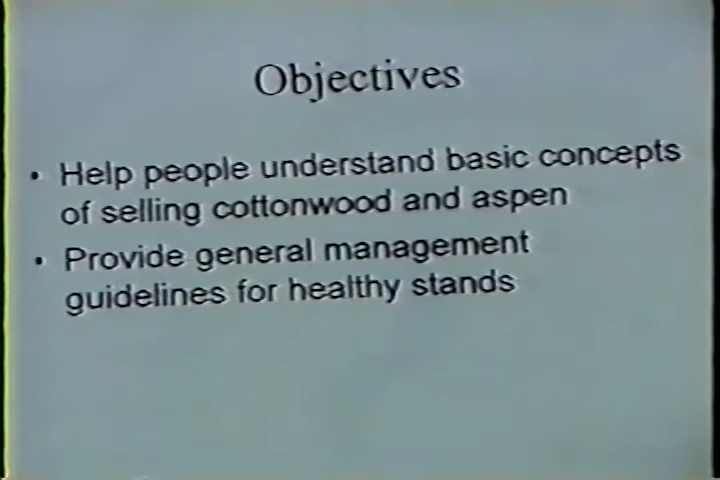 Objectives
• Help people understand basic concepts
of selling cottonwood and aspen
• Provide general management
guidelines for healthy stands